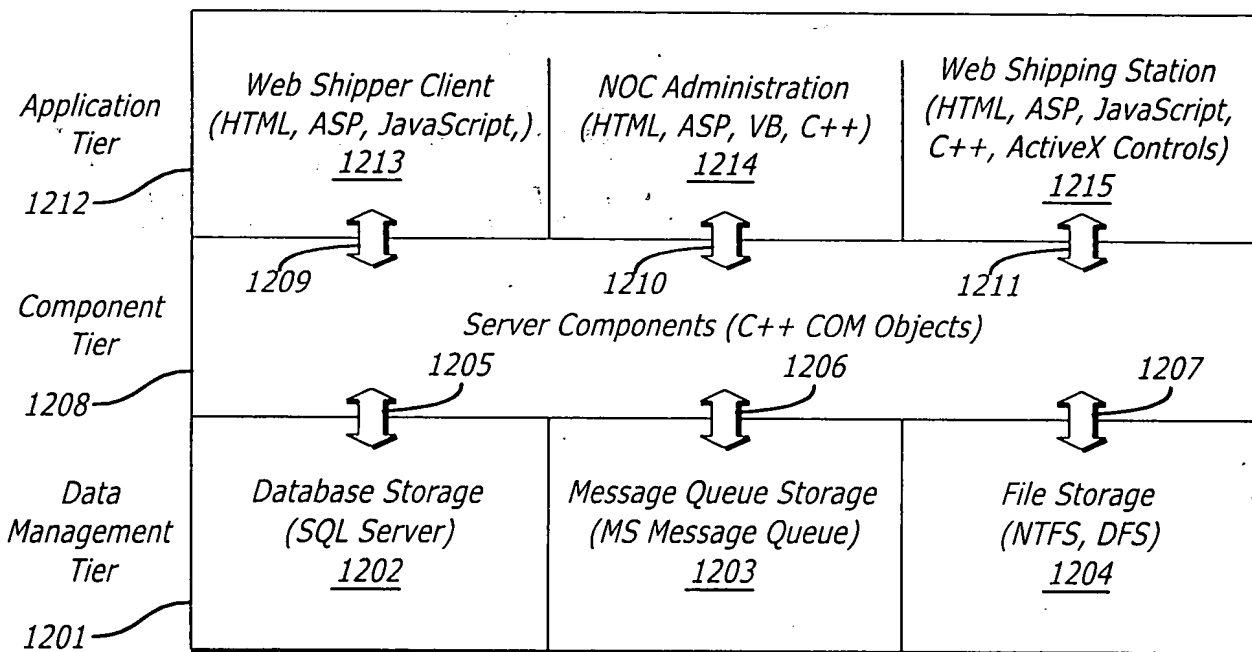 Application
Tier
1212
Web Shipper Client
(HTML, ASP, JavaScript,)
1213
NOC Administration
(HTML, ASP, VB, C++)
1214
Web Shipping Station
(HTML, ASP, JavaScript,
C++, ActiveX Controls)
1215
1209
1210
1211
Component
Tier
1208
Server Components (C++ COM Objects)
1205
1206
1207
Data
Management
Tier
1201
Database Storage
(SQL Server)
1202
Message Queue Storage
(MS Message Queue)
1203
File Storage
(NTFS, DFS)
1204